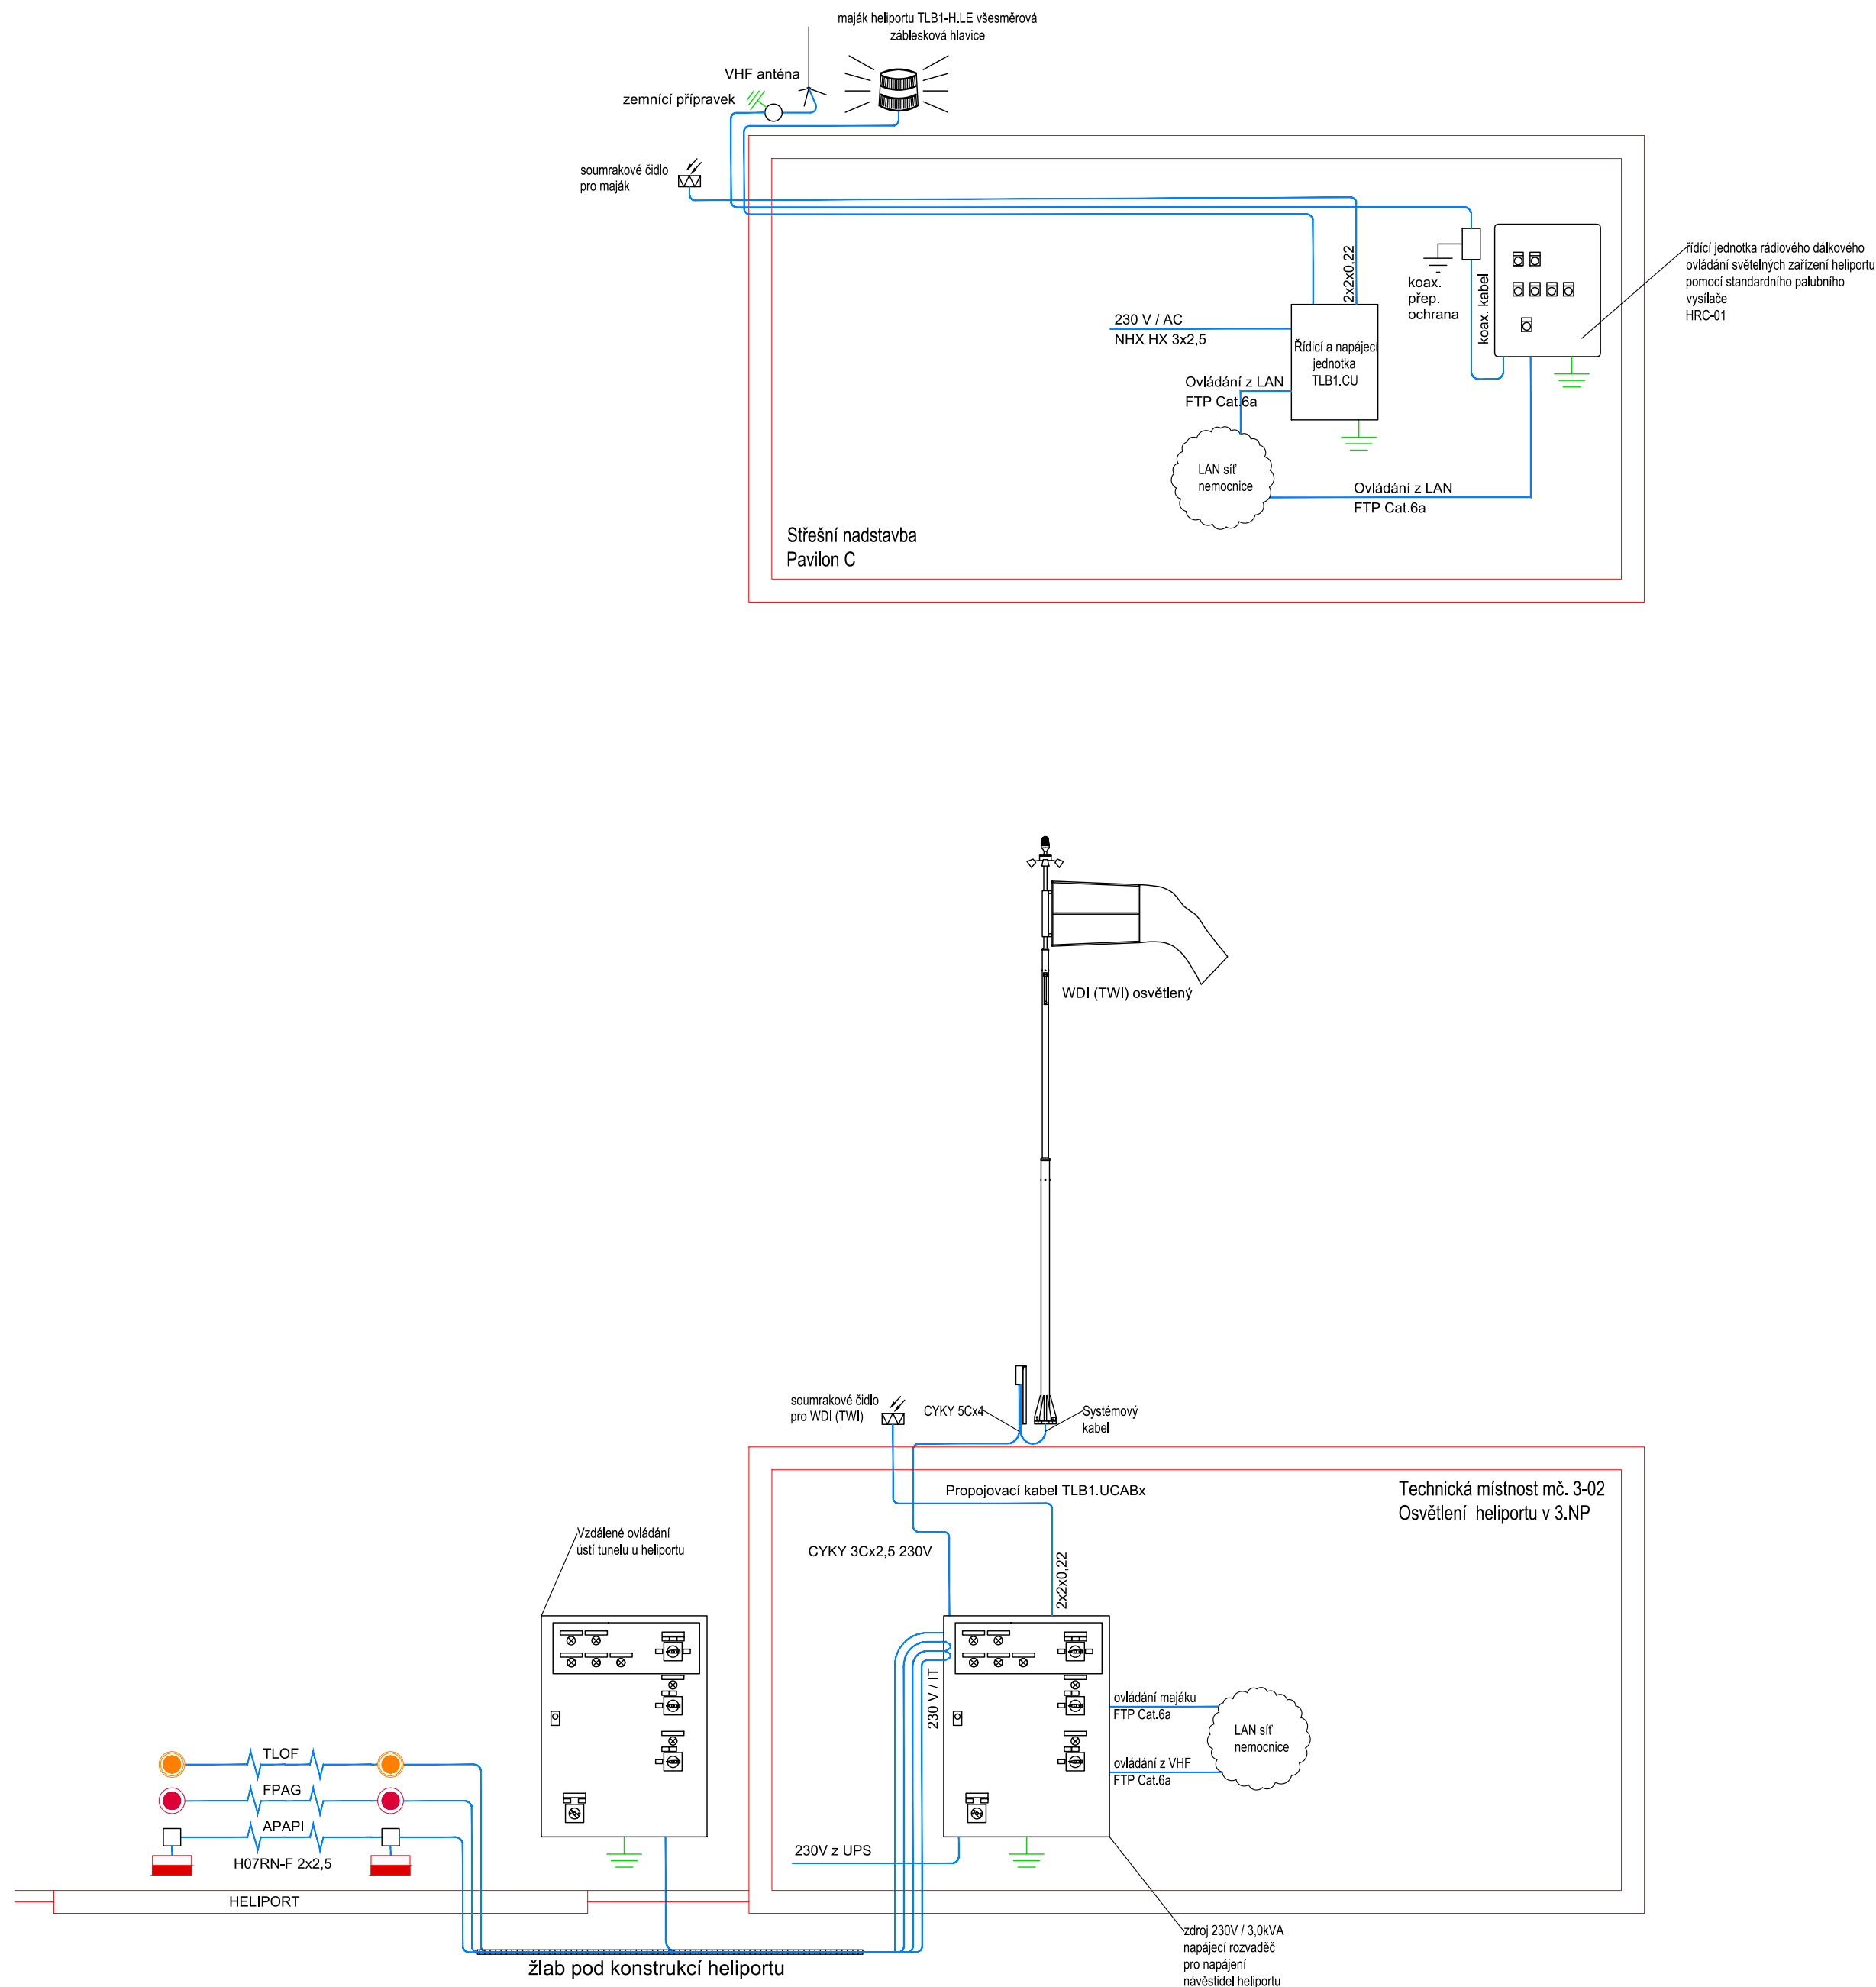 maják heliportu TLB1-H.LE všesměrová
záblesková hlavice
VHF anténa
zemnící přípravek
soumrakové čidlo
pro maják
řídící jednotka rádiového dálkového
ovládání světelných zařízení heliportu
pomocí standardního palubního
vysílače
HRC-01
2x2x0,22
koax.
přep.
ochrana
koax. kabel
230 V / AC
NHX HX 3x2,5
Řídicí a napájecí
jednotka
TLB1.CU
Ovládání z LAN
FTP Cat.6a
LAN síť
nemocnice
Ovládání z LAN
FTP Cat.6a
Střešní nadstavba
Pavilon C
WDI (TWI) osvětlený
soumrakové čidlo
pro WDI (TWI)
CYKY 5Cx4
Systémový
kabel
Propojovací kabel TLB1.UCABx
Technická místnost mč. 3-02
Osvětlení heliportu v 3.NP
Vzdálené ovládání
ústí tunelu u heliportu
CYKY 3Cx2,5 230V
2x2x0,22
230 V / IT
ovládání majáku
FTP Cat.6a
LAN síť
nemocnice
ovládání z VHF
FTP Cat.6a
TLOF
FPAG
APAPI
H07RN-F 2x2,5
230V z UPS
HELIPORT
zdroj 230V / 3,0kVA
napájecí rozvaděč
pro napájení
návěstidel heliportu
žlab pod konstrukcí heliportu